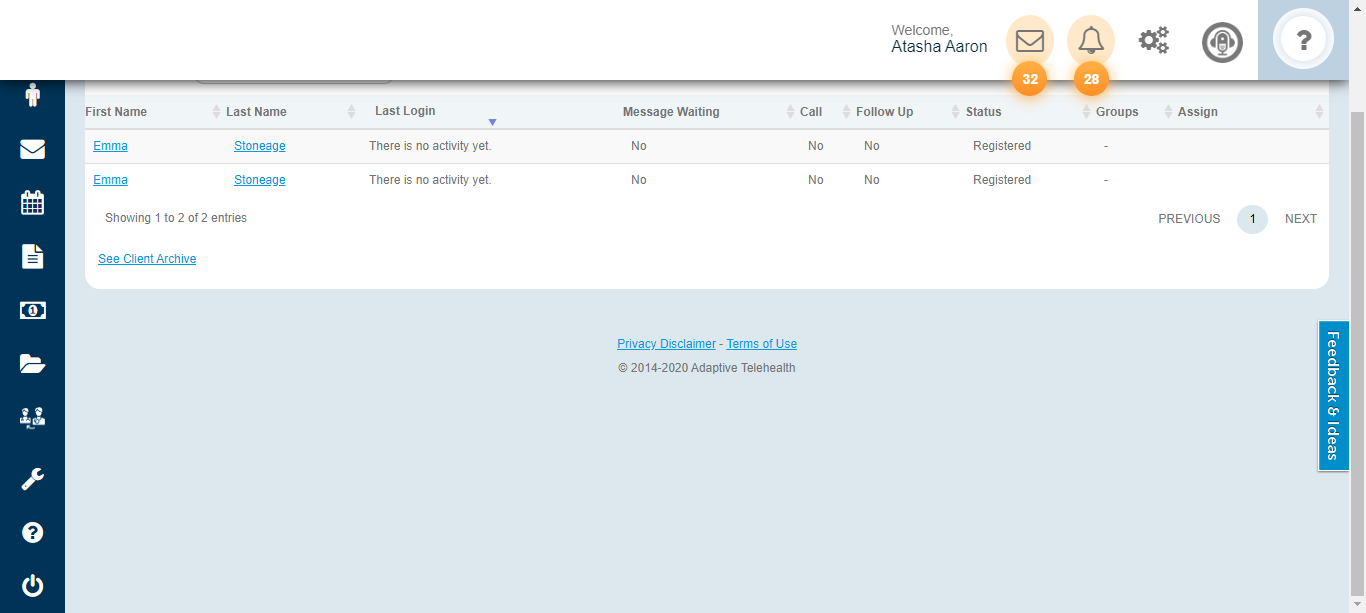 Welcome,
Atasha Aaron
32
28
?
First Name Last Name Last Login Message Waiting Call Follow Up Status Groups Assign
Emma Stoneage There is no activity yet. No No No Registered -
Emma Stoneage There is no activity yet. No No No Registered -
Showing 1 to 2 of 2 entries
PREVIOUS 1 NEXT
See Client Archive
Privacy Disclaimer - Terms of Use
© 2014-2020 Adaptive Telehealth
Feedback & Ideas